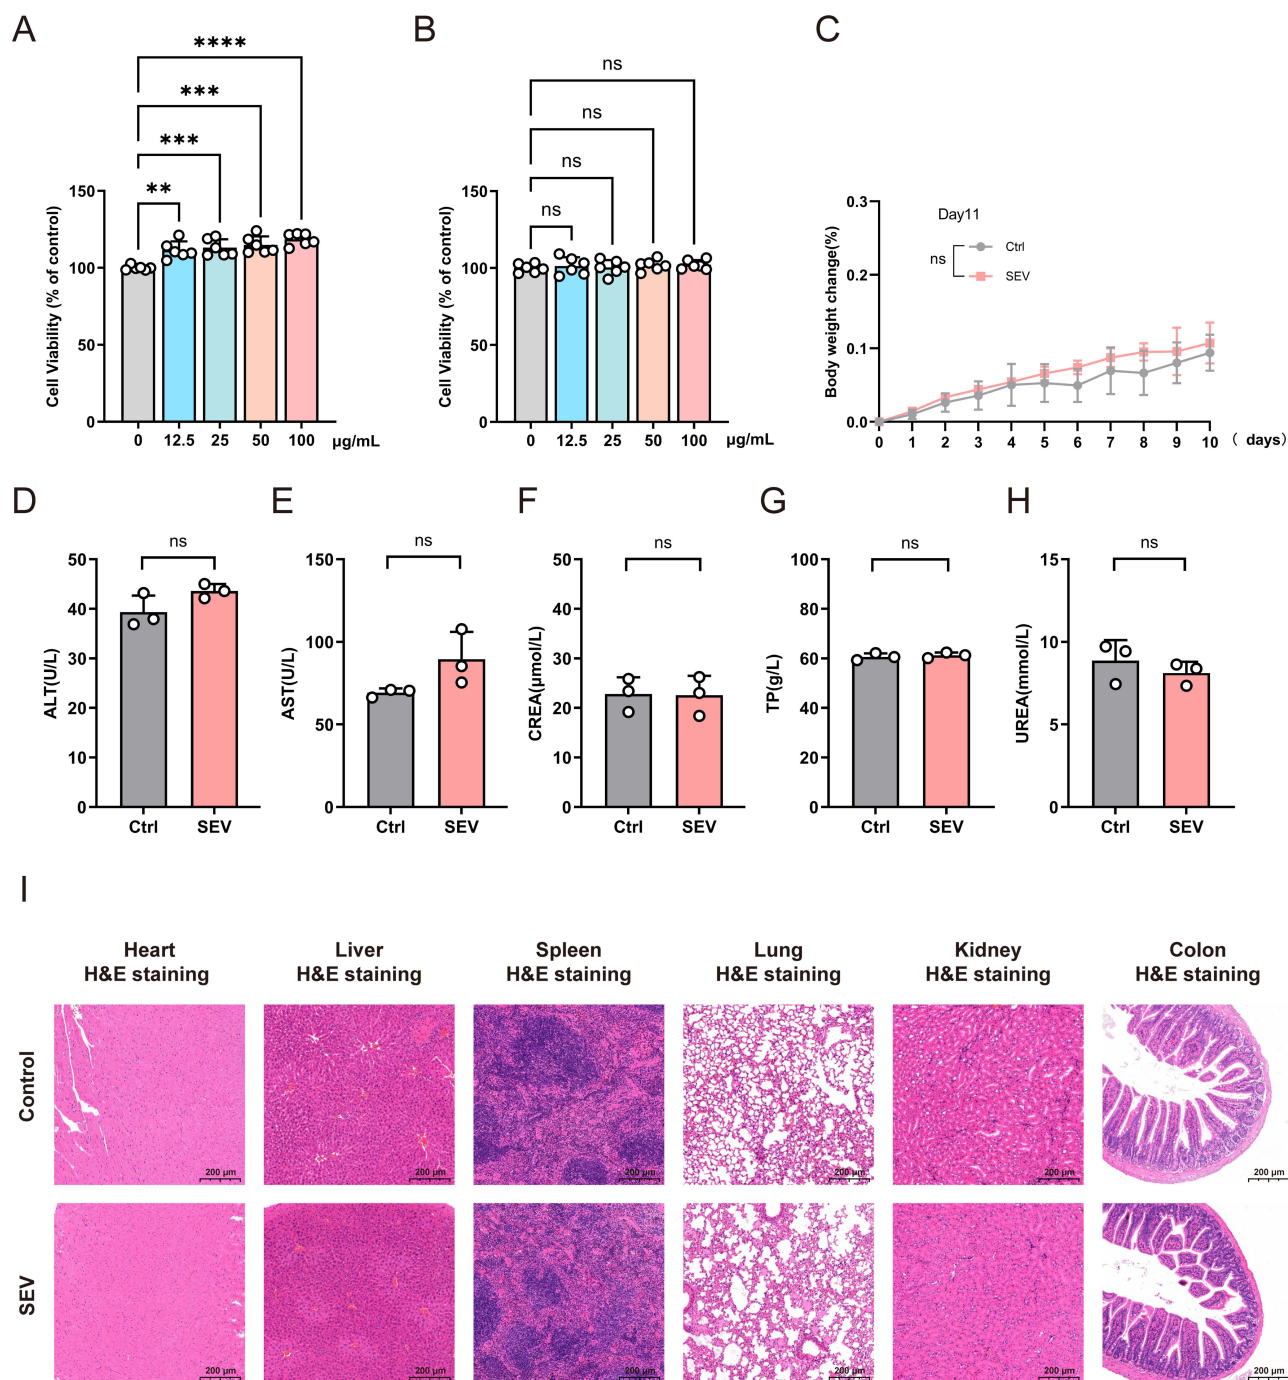 A
B
C
****
***
***
**
150
100
50
0
Cell Viability (% of control)
0 12.5 25 50 100 μg/mL
ns
ns
ns
ns
150
100
50
0
Cell Viability (% of control)
0 12.5 25 50 100 μg/mL
0.3
0.2
0.1
0.0
Body weight change(%)
Day11
ns
Ctrl
SEV
0 1 2 3 4 5 6 7 8 9 10 ( days)
D
E
F
G
H
ns
50
40
30
20
10
0
ALT(U/L)
Ctrl SEV
ns
150
100
50
0
AST(U/L)
Ctrl SEV
ns
50
40
30
20
10
0
CREA(μmol/L)
Ctrl SEV
ns
100
80
60
40
20
0
TP(g/L)
Ctrl SEV
ns
15
10
5
0
UREA(mmol/L)
Ctrl SEV
I
Heart
H&E staining
Liver
H&E staining
Spleen
H&E staining
Lung
H&E staining
Kidney
H&E staining
Colon
H&E staining
Control
200 μm
200 μm
200 μm
200 μm
200 μm
200 μm
SEV
200 μm
200 μm
200 μm
200 μm
200 μm
200 μm